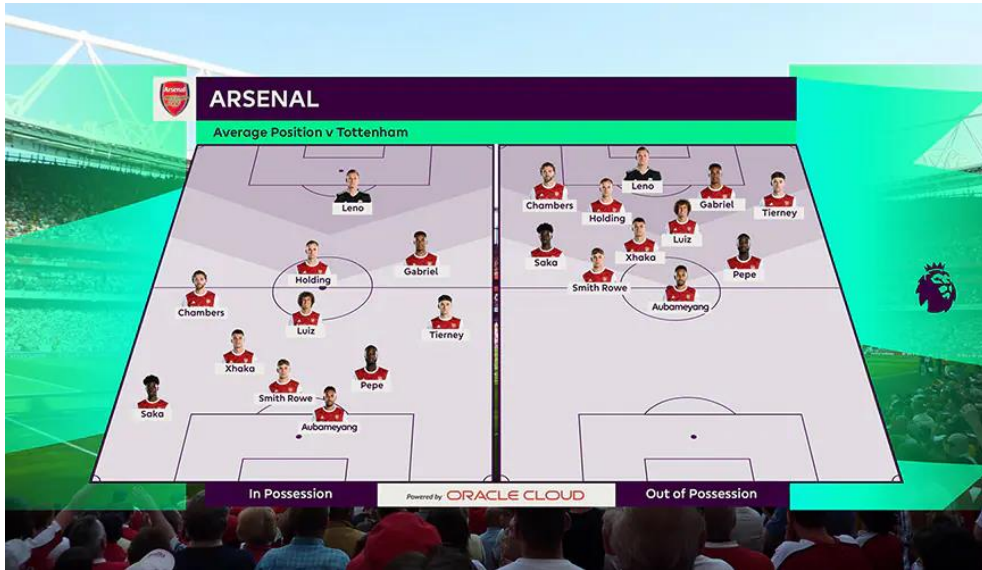 Arsenal
ARSENAL
Average Position v Tottenham
Leno
Holding
Gabriel
Chambers
Luiz
Tierney
Xhaka
Pepe
Smith Rowe
Saka
Aubameyang
Leno
Chambers
Holding
Gabriel
Tierney
Luiz
Xhaka
Saka
Pepe
Smith Rowe
Aubameyang
In Possession
Powered by ORACLE CLOUD
Out of Possession